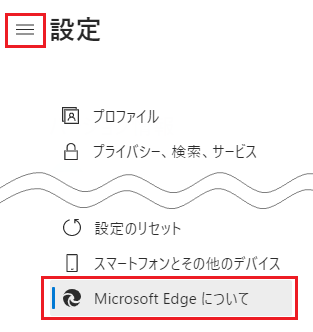 設定
プロファイル
プライバシー、検索、サービス
設定のリセット
スマートフォンとその他のデバイス
Microsoft Edge について